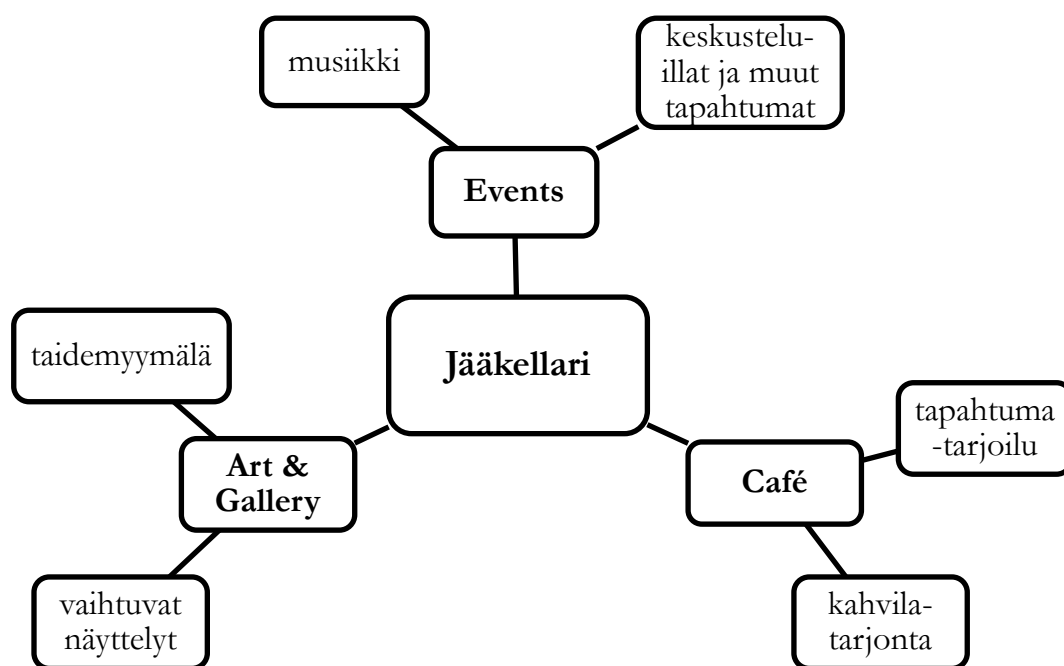 musiikki
keskustelu-
illat ja muut
tapahtumat
Events
Jääkellari
taidemyymälä
Art &
Gallery
vaihtuvat
näyttelyt
Café
tapahtuma
-tarjoilu
kahvila-
tarjonta